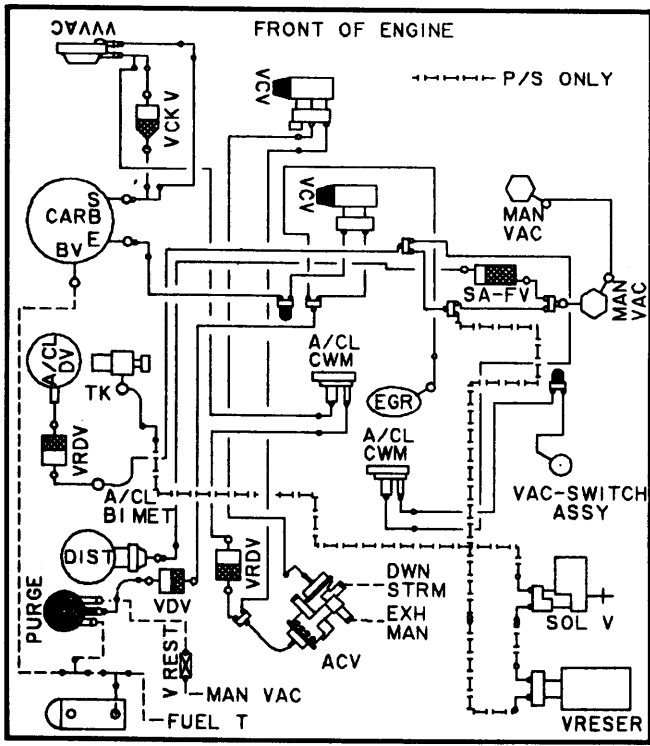 VVVAC
FRONT OF ENGINE
P/S ONLY
VCV
VCKV
VCV
S
CARB
E
BV
MAN
VAC
SA-FV
MAN
VAC
A/CL
DV
TK
A/CL
CWM
EGR
A/CL
CWM
VRDV
A/CL
BIMET
VAC-SWITCH
ASSY
DIST
VRDV
DWN
STRM
PURGE
VDV
EXH
MAN
SOL V
ACV
V REST
MAN VAC
FUEL T
VRESER